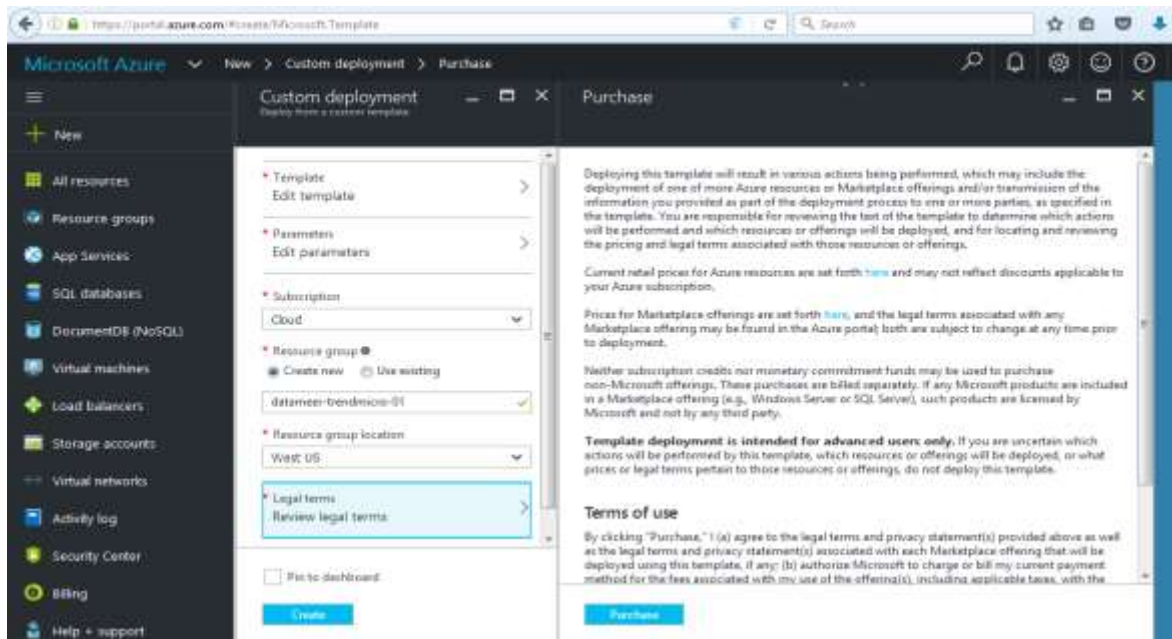 https://portal.azure.com/#create/Microsoft.Template
Search
Microsoft Azure
New > Custom deployment > Purchase
New
All resources
Resource groups
App Services
SQL databases
DocumentDB (NoSQL)
Virtual machines
Load balancers
Storage accounts
Virtual networks
Activity log
Security Center
Billing
Help + support
Custom deployment
Deploy from a custom template
* Template
Edit template
* Parameters
Edit parameters
* Subscription
Cloud
* Resource group
Create new Use existing
datameer-trendmicro-01
* Resource group location
West US
* Legal terms
Review legal terms
Pin to dashboard
Create
Purchase
Deploying this template will result in various actions being performed, which may include the
deployment of one of more Azure resources or Marketplace offerings and/or transmission of the
information you provided as part of the deployment process to one or more parties, as specified in
the template. You are responsible for reviewing the text of the template to determine which actions
will be performed and which resources or offerings will be deployed, and for locating and reviewing
the pricing and legal terms associated with those resources or offerings.
Current retail prices for Azure resources are set forth here and may not reflect discounts applicable to
your Azure subscription.
Prices for Marketplace offerings are set forth here, and the legal terms associated with any
Marketplace offering may be found in the Azure portal; both are subject to change at any time prior
to deployment.
Neither subscription credits nor monetary commitment funds may be used to purchase
non-Microsoft offerings. These purchases are billed separately. If any Microsoft products are included
in a Marketplace offering (e.g., Windows Server or SQL Server), such products are licensed by
Microsoft and not by any third party.
Template deployment is intended for advanced users only. If you are uncertain which
actions will be performed by this template, which resources or offerings will be deployed, or what
prices or legal terms pertain to those resources or offerings, do not deploy this template.
Terms of use
By clicking "Purchase," I (a) agree to the legal terms and privacy statement(s) provided above as well
as the legal terms and privacy statement(s) associated with each Marketplace offering that will be
deployed using this template, if any; (b) authorize Microsoft to charge or bill my current payment
method for the fees associated with my use of the offering(s), including applicable taxes, with the
Purchase